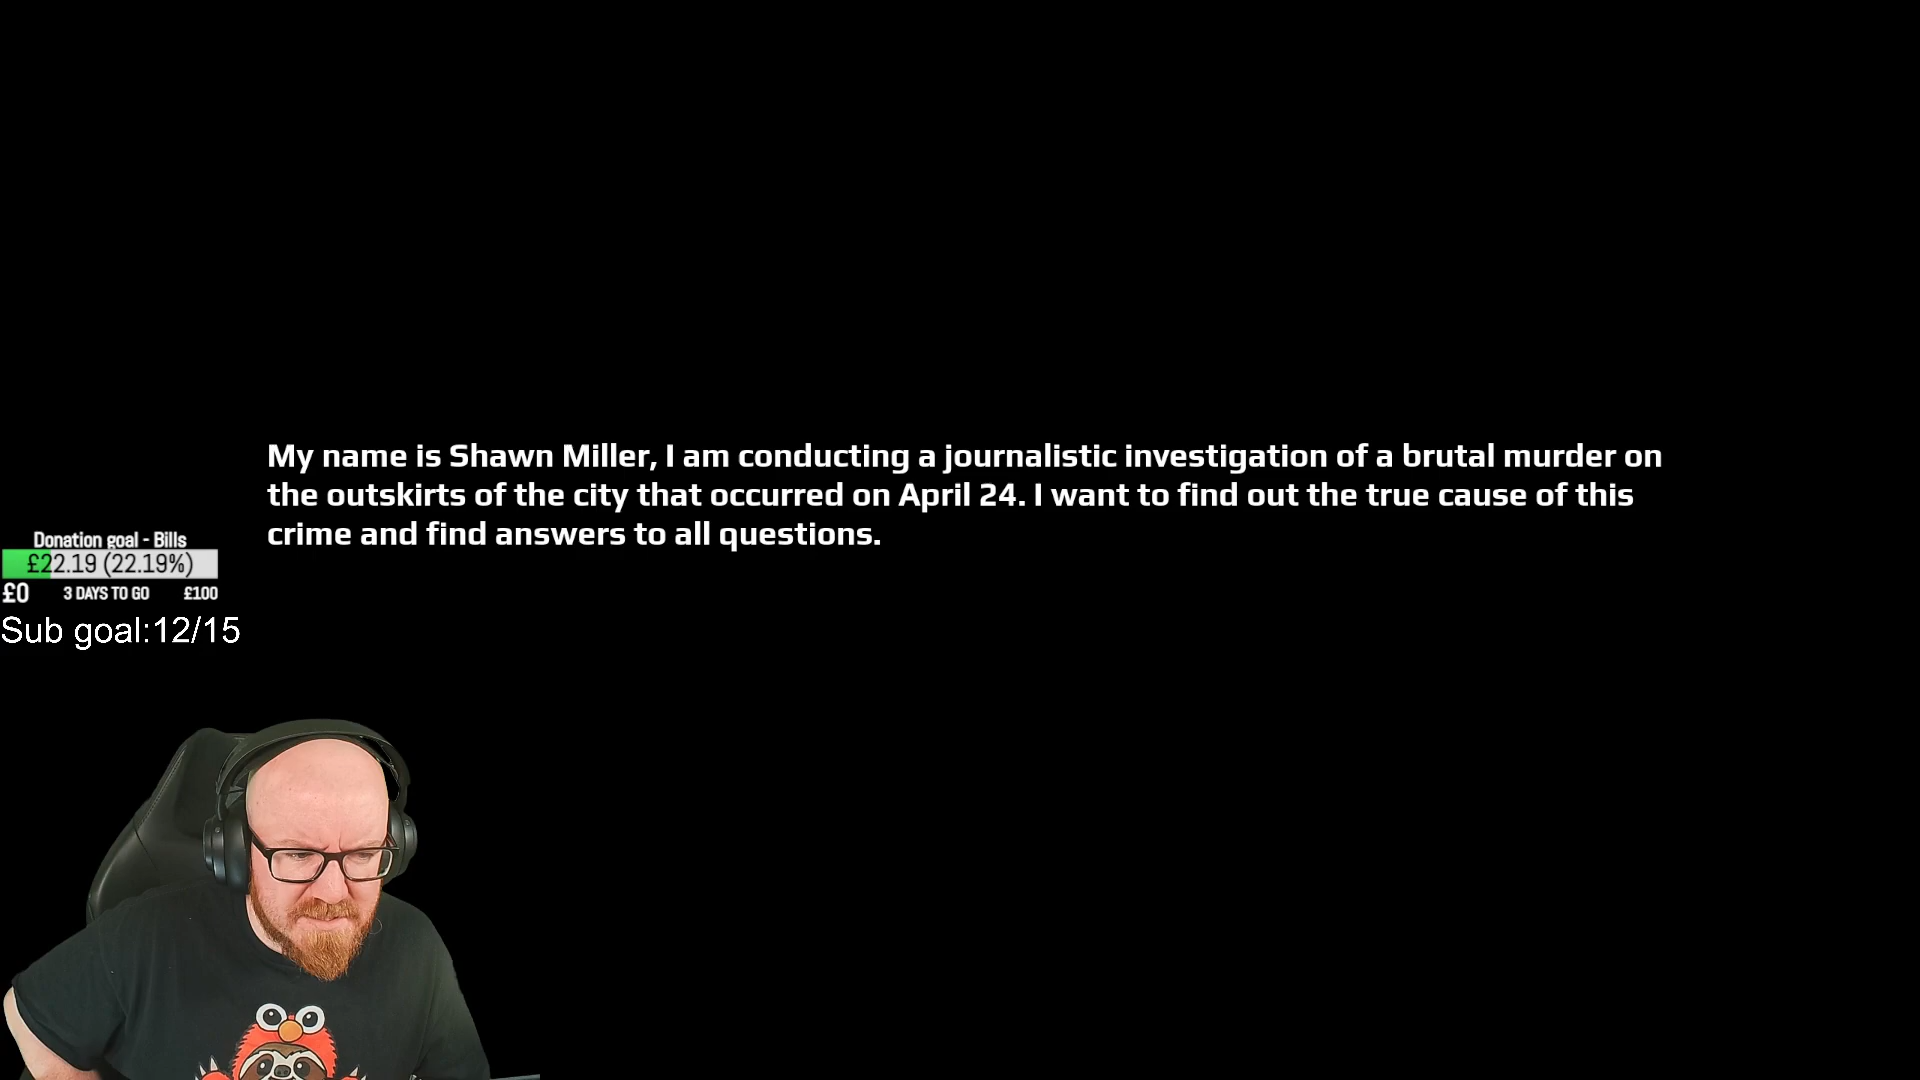 My name is Shawn Miller, I am conducting a journalistic investigation of a brutal murder on
the outskirts of the city that occurred on April 24. I want to find out the true cause of this
crime and find answers to all questions.
Donation goal - Bills
£22.19 (22.19%)
£0 3 DAYS TO GO £100
Sub goal:12/15